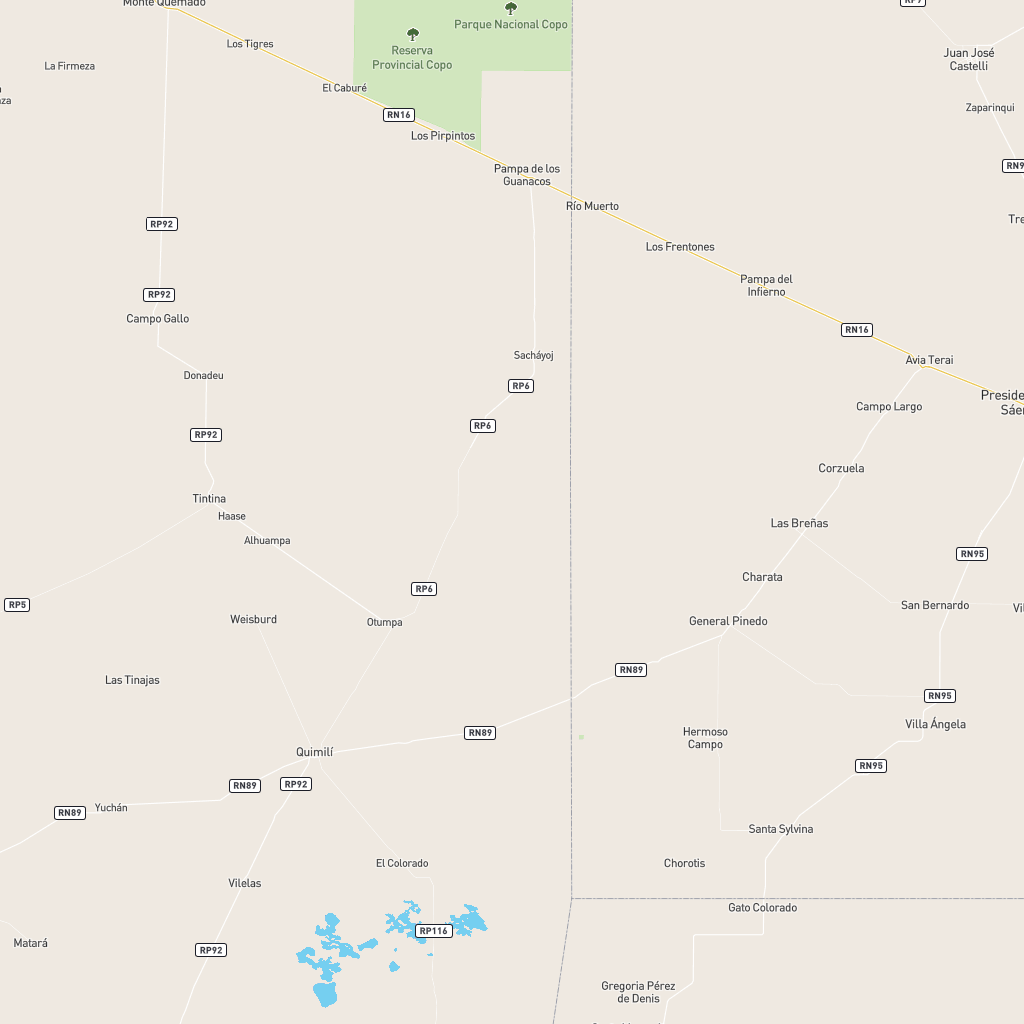 Monte Quemado
RP7
Parque Nacional Copo
Los Tigres
Reserva
Provincial Copo
Juan José
Castelli
La Firmeza
El Caburé
Zaparinqui
RN16
Los Pirpintos
Pampa de los
Guanacos
Río Muerto
RP92
Los Frentones
Pampa del
Infierno
RP92
Campo Gallo
RN16
Sacháyoj
Avia Terai
Donadeu
RP6
Campo Largo
RP6
RP92
Corzuela
Tintina
Haase
Las Breñas
Alhuampa
RN95
Charata
RP6
RP5
San Bernardo
Weisburd
Otumpa
General Pinedo
RN89
Las Tinajas
RN95
Villa Ángela
RN89
Hermoso
Campo
Quimilí
RN95
RN89
RP92
Yuchán
RN89
Santa Sylvina
El Colorado
Chorotis
Vilelas
Gato Colorado
RP116
Matará
RP92
Gregoria Pérez
de Denis